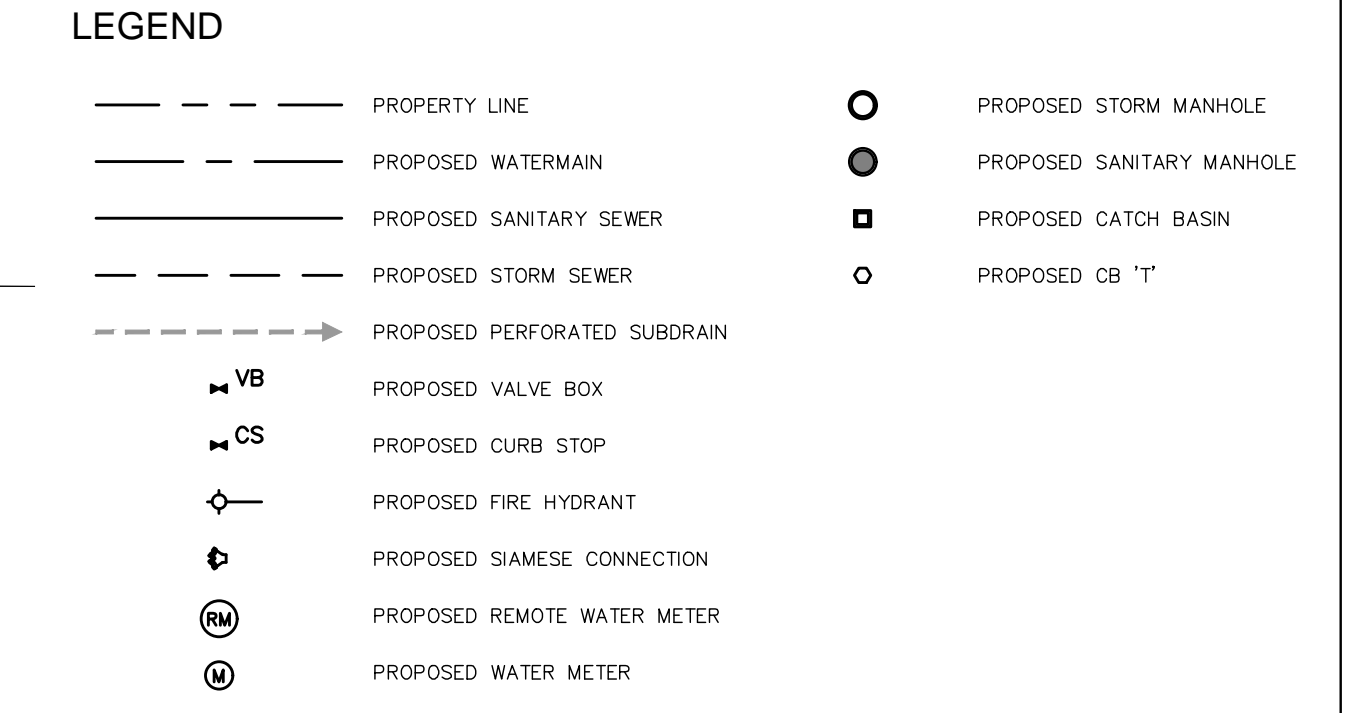 LEGEND
PROPERTY LINE
PROPOSED WATERMAIN
PROPOSED SANITARY SEWER
PROPOSED STORM SEWER
PROPOSED PERFORATED SUBDRAIN
VB PROPOSED VALVE BOX
CS PROPOSED CURB STOP
PROPOSED FIRE HYDRANT
PROPOSED SIAMESE CONNECTION
RM PROPOSED REMOTE WATER METER
M PROPOSED WATER METER
PROPOSED STORM MANHOLE
PROPOSED SANITARY MANHOLE
PROPOSED CATCH BASIN
PROPOSED CB 'T'